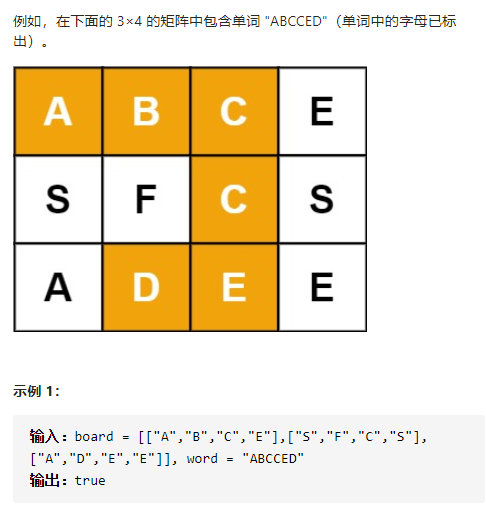 例如，在下面的 3×4 的矩阵中包含单词 "ABCCED"（单词中的字母已标
出）。
A B C E
S F C S
A D E E
示例 1：
输入：board = [["A","B","C","E"],["S","F","C","S"],
["A","D","E","E"]], word = "ABCCED"
输出：true